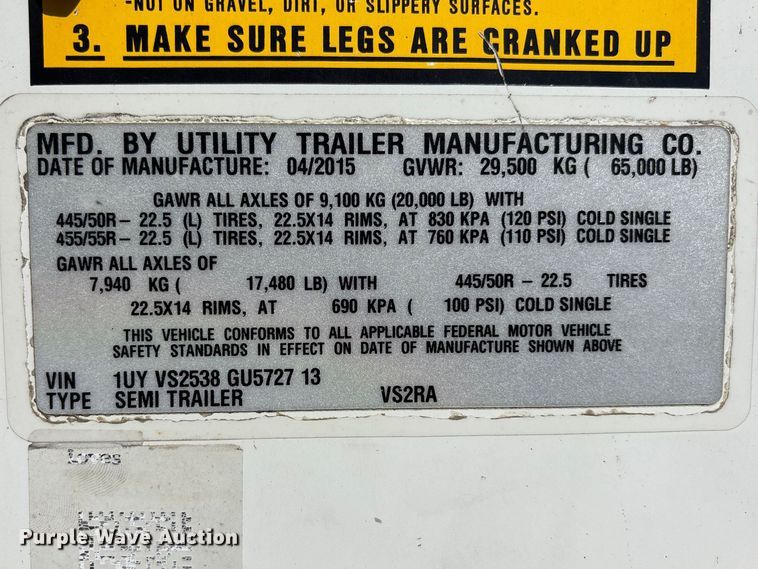 -NOT ON GRAVEL, DIRT, OR SLIPPERY SURFACES.
3. MAKE SURE LEGS ARE CRANKED UP
MFD. BY UTILITY TRAILER MANUFACTURING CO.
DATE OF MANUFACTURE: 04/2015 GVWR: 29,500 KG ( 65,000 LB)
GAWR ALL AXLES OF 9,100 KG (20,000 LB) WITH
445/50R- 22.5 (L) TIRES, 22.5X14 RIMS, AT 830 KPA (120 PSI) COLD SINGLE
455/55R- 22.5 (L) TIRES, 22.5X14 RIMS, AT 760 KPA (110 PSI) COLD SINGLE
GAWR ALL AXLES OF
7,940 KG ( 17,480 LB) WITH 445/50R - 22.5 TIRES
22.5X14 RIMS, AT 690 KPA ( 100 PSI) COLD SINGLE
THIS VEHICLE CONFORMS TO ALL APPLICABLE FEDERAL MOTOR VEHICLE
SAFETY STANDARDS IN EFFECT ON DATE OF MANUFACTURE SHOWN ABOVE
VIN 1UY VS2538 GU5727 13
TYPE SEMI TRAILER VS2RA
Purple Wave Auction